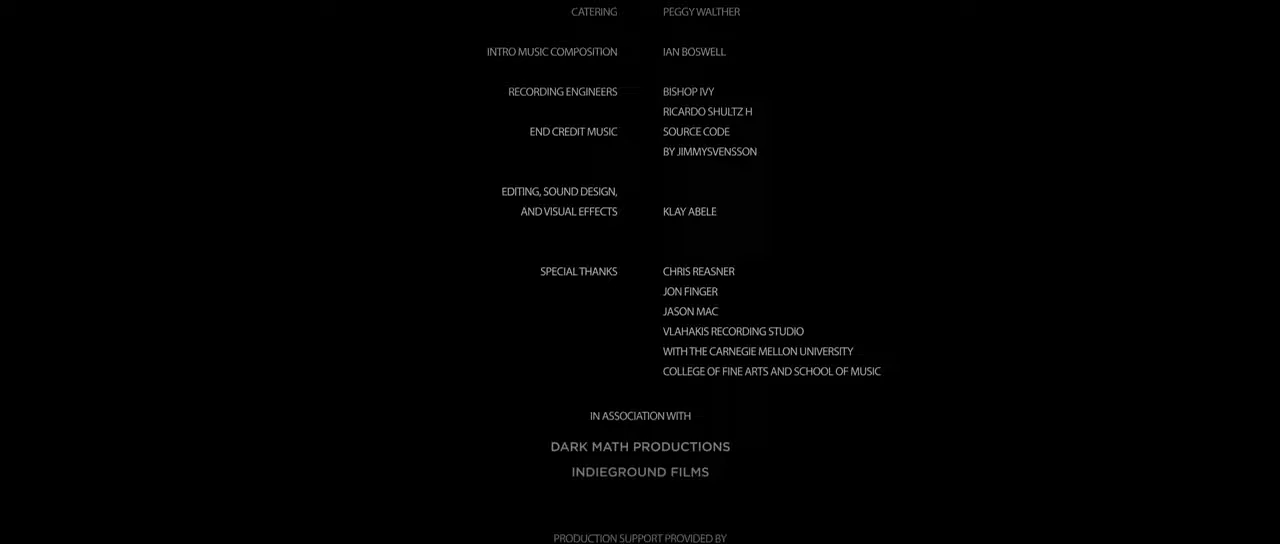 CATERING PEGGY WALTHER
INTRO MUSIC COMPOSITION IAN BOSWELL
RECORDING ENGINEERS BISHOP IVY
RICARDO SHULTZ H
END CREDIT MUSIC SOURCE CODE
BY JIMMYSVENSSON
EDITING, SOUND DESIGN,
AND VISUAL EFFECTS KLAY ABELE
SPECIAL THANKS CHRIS REASNER
JON FINGER
JASON MAC
VLAHAKIS RECORDING STUDIO
WITH THE CARNEGIE MELLON UNIVERSITY
COLLEGE OF FINE ARTS AND SCHOOL OF MUSIC
IN ASSOCIATION WITH
DARK MATH PRODUCTIONS
INDIEGROUND FILMS
PRODUCTION SUPPORT PROVIDED BY